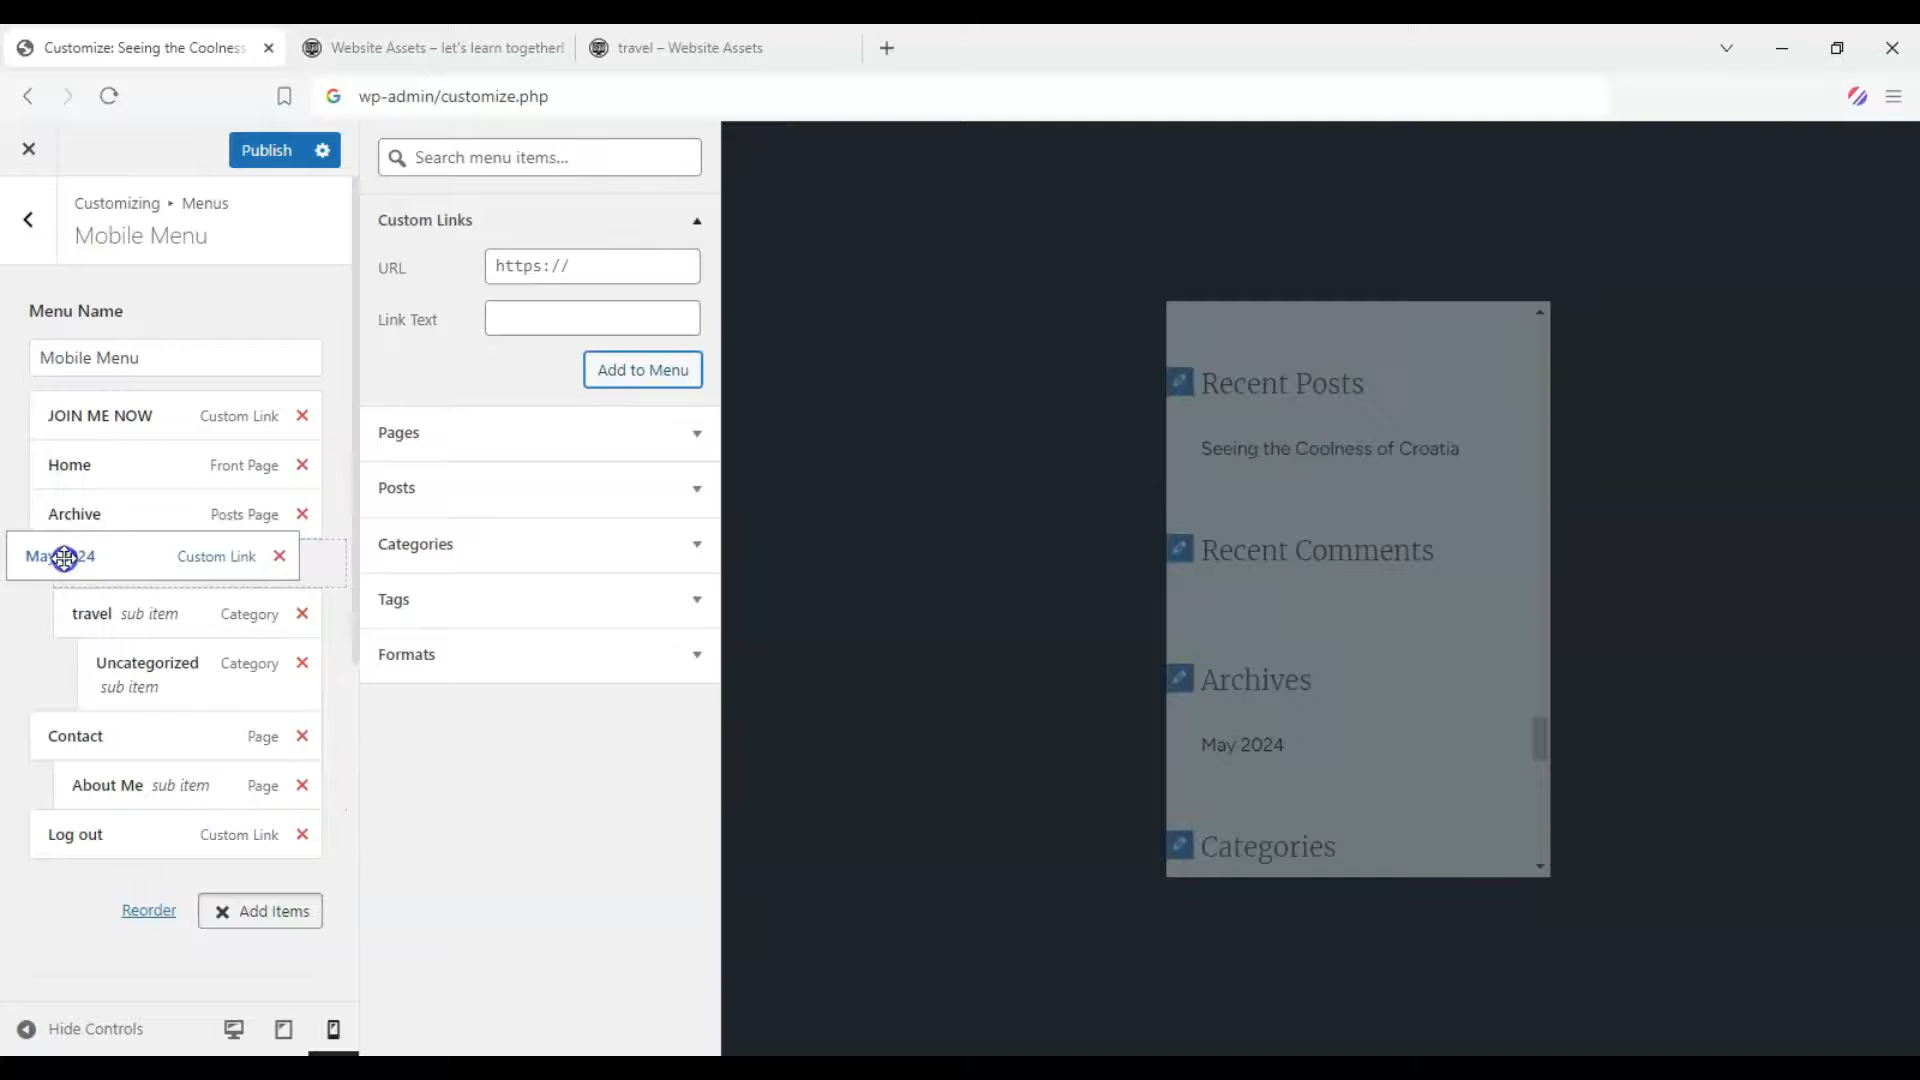 Customize: Seeing the Coolness
Website Assets – let's learn together!
travel – Website Assets
wp-admin/customize.php
Publish
Customizing ▸ Menus
Mobile Menu
Menu Name
Mobile Menu
JOIN ME NOW Custom Link
Home Front Page
Archive Posts Page
May 2024 Custom Link
travel sub item Category
Uncategorized Category
sub item
Contact Page
About Me sub item Page
Log out Custom Link
Reorder
Add Items
Hide Controls
Search menu items...
Custom Links
URL https://
Link Text
Add to Menu
Pages
Posts
Categories
Tags
Formats
Recent Posts
Seeing the Coolness of Croatia
Recent Comments
Archives
May 2024
Categories